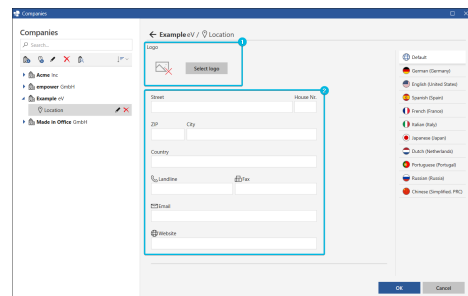 Companies
Companies
Search...
Acme Inc
empower GmbH
Example eV
Location
Made in Office GmbH
Example eV / Location
1
Logo
Select logo
2
Street House Nr.
ZIP City
Country
Landline Fax
Email
Website
Default
German (Germany)
English (United States)
Spanish (Spain)
French (France)
Italian (Italy)
Japanese (Japan)
Dutch (Netherlands)
Portuguese (Portugal)
Russian (Russia)
Chinese (Simplified, PRC)
OK Cancel